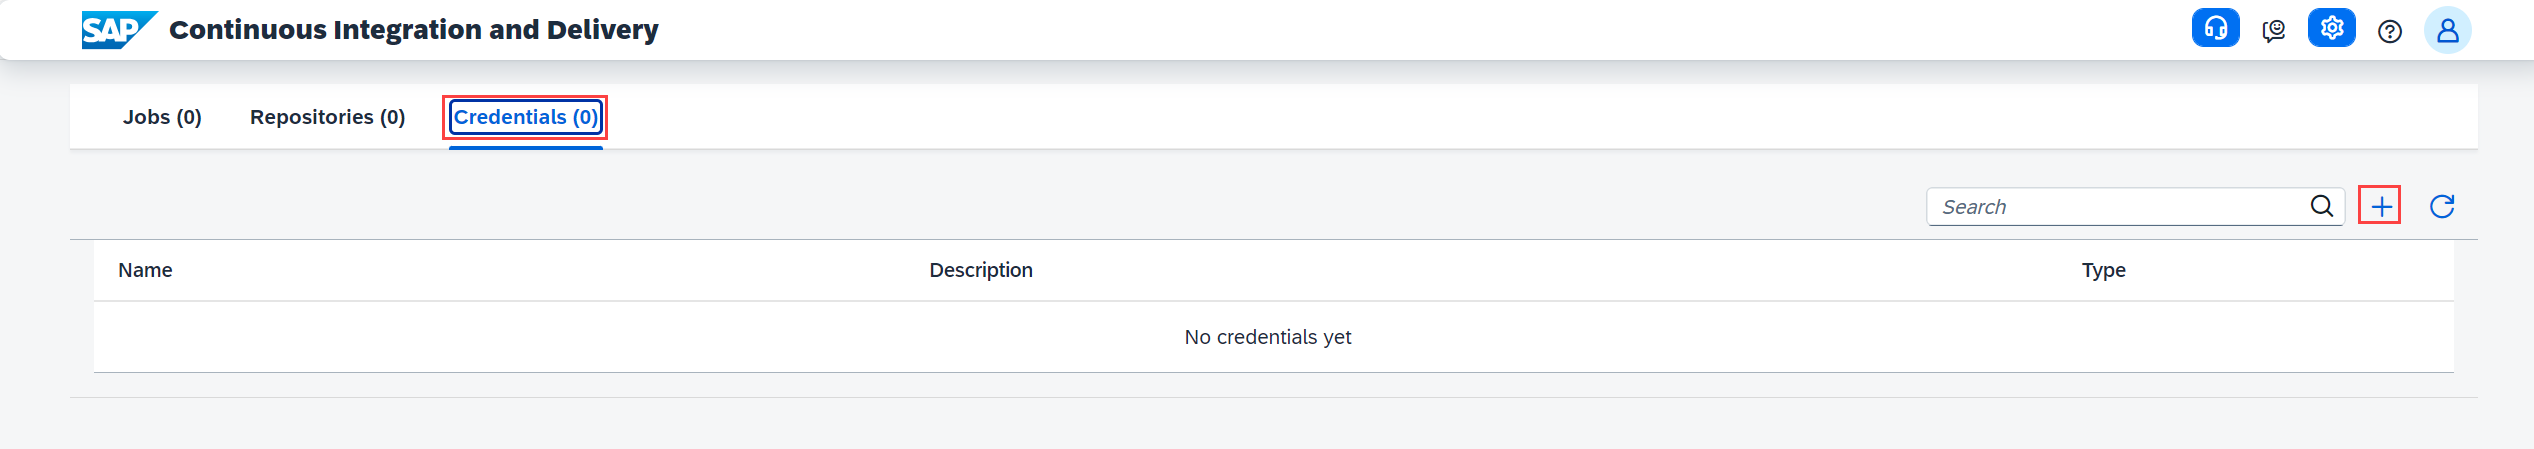 SAP Continuous Integration and Delivery
Jobs (0) Repositories (0) Credentials (0)
Search
Name Description Type
No credentials yet